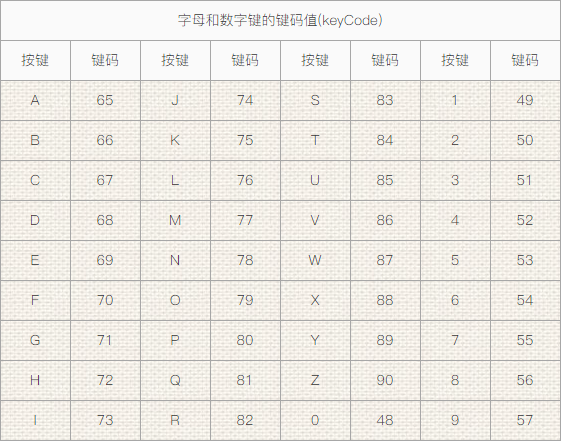 字母和数字键的键码值(keyCode)
按键 键码 按键 键码 按键 键码 按键 键码
A 65 J 74 S 83 1 49
B 66 K 75 T 84 2 50
C 67 L 76 U 85 3 51
D 68 M 77 V 86 4 52
E 69 N 78 W 87 5 53
F 70 O 79 X 88 6 54
G 71 P 80 Y 89 7 55
H 72 Q 81 Z 90 8 56
I 73 R 82 0 48 9 57